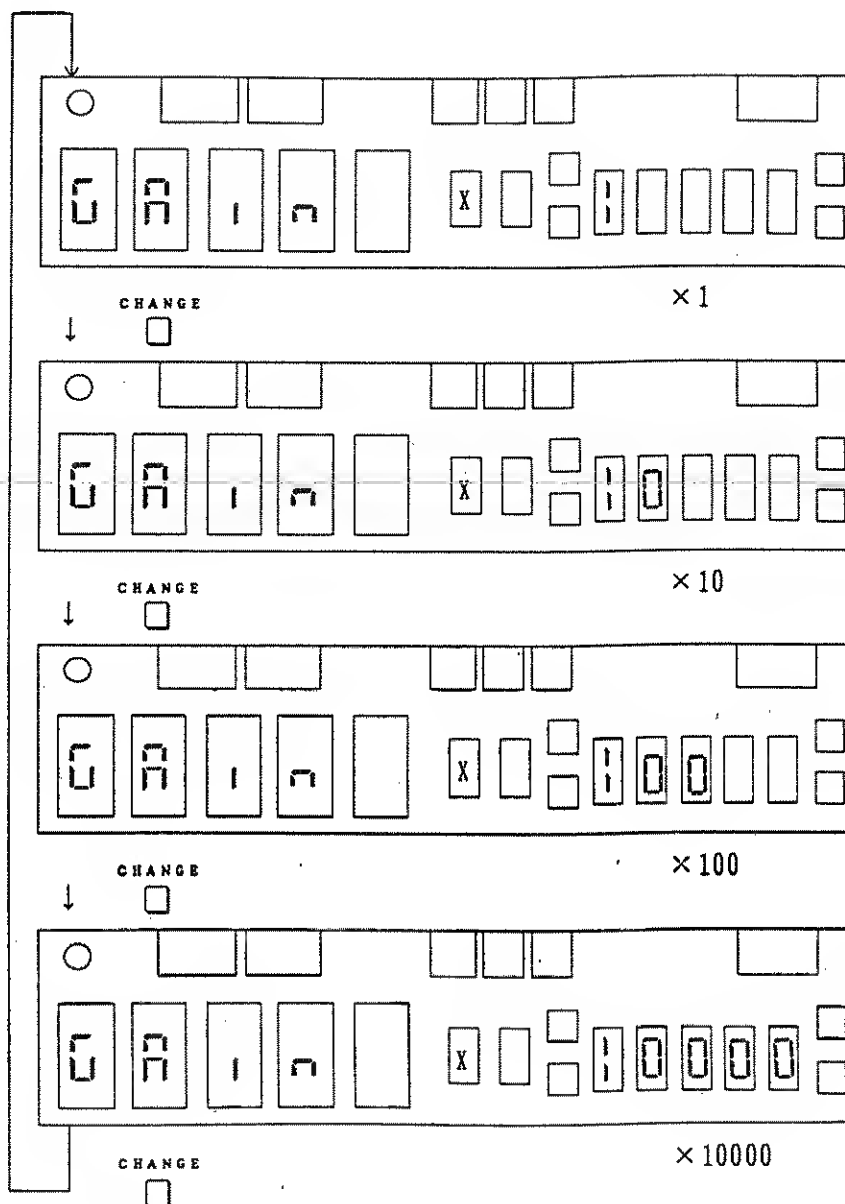 GAin X 1
×1
↓ CHANGE
GAin X 10
×10
↓ CHANGE
GAin X 100
×100
↓ CHANGE
GAin X 10000
×10000
CHANGE